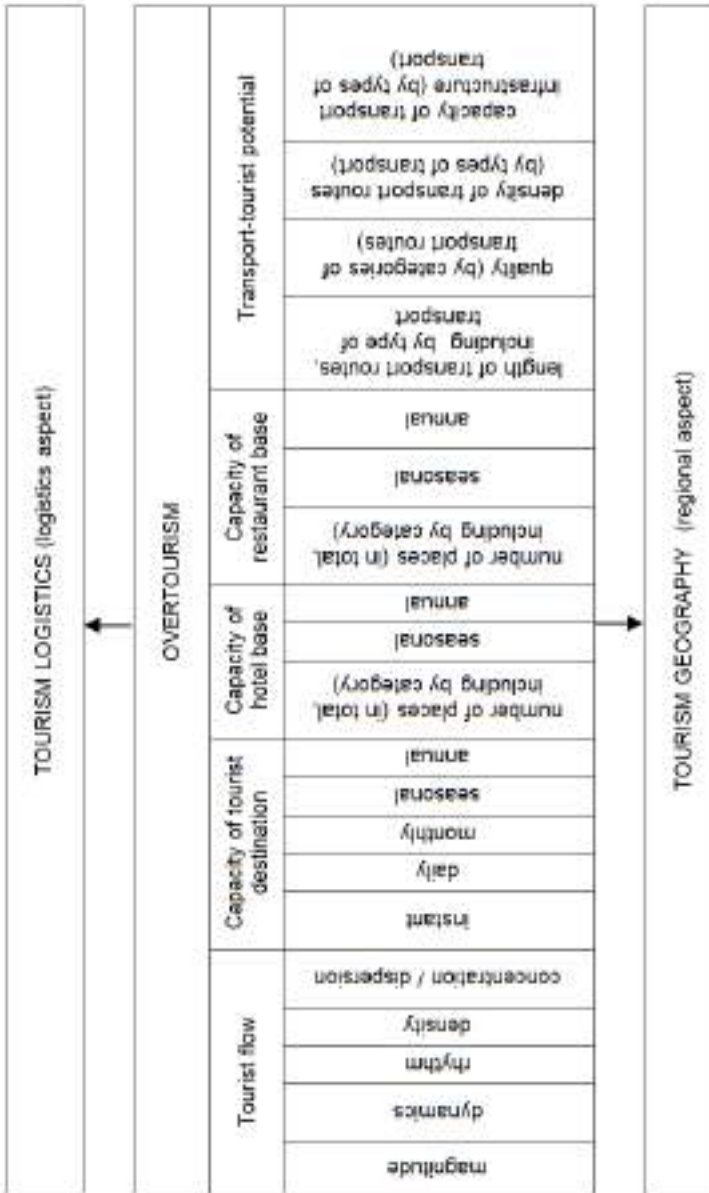 TOURISM LOGISTICS (logistics aspect)
OVERTOURISM
Tourist flow
magnitude
dynamics
rhythm
density
concentration / dispersion
Capacity of tourist
destination
instant
daily
monthly
seasonal
annual
Capacity of
hotel base
number of places (in total,
including by category)
seasonal
annual
Capacity of
restaurant base
number of places (in total,
including by category)
seasonal
annual
Transport-tourist potential
length of transport routes,
including by type of
transport
quality (by categories of
transport routes)
density of transport routes
(by types of transport)
capacity of transport
infrastructure (by types of
transport)
TOURISM GEOGRAPHY (regional aspect)